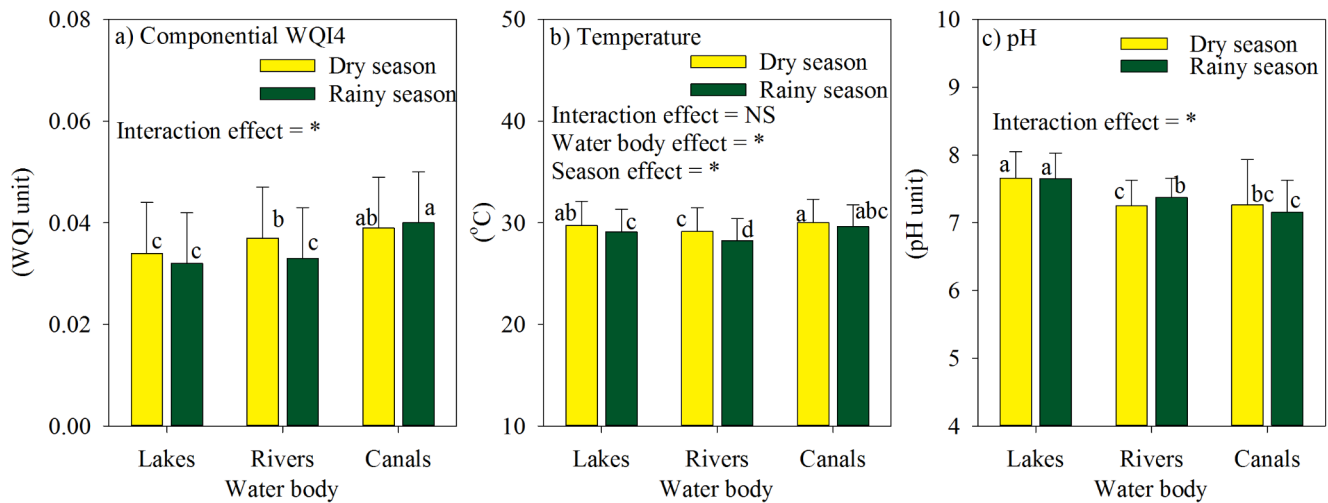 a) Componential WQI4
Dry season
Rainy season
Interaction effect = *
0.08
0.06
0.04
0.02
0.00
(WQI unit)
c
c
b
c
ab
a
Lakes
Rivers
Canals
Water body
b) Temperature
Dry season
Rainy season
Interaction effect = NS
Water body effect = *
Season effect = *
50
40
30
20
10
(°C)
ab
c
c
d
a
abc
Lakes
Rivers
Canals
Water body
c) pH
Dry season
Rainy season
Interaction effect = *
10
9
8
7
6
5
4
(pH unit)
a
a
c
b
bc
c
Lakes
Rivers
Canals
Water body